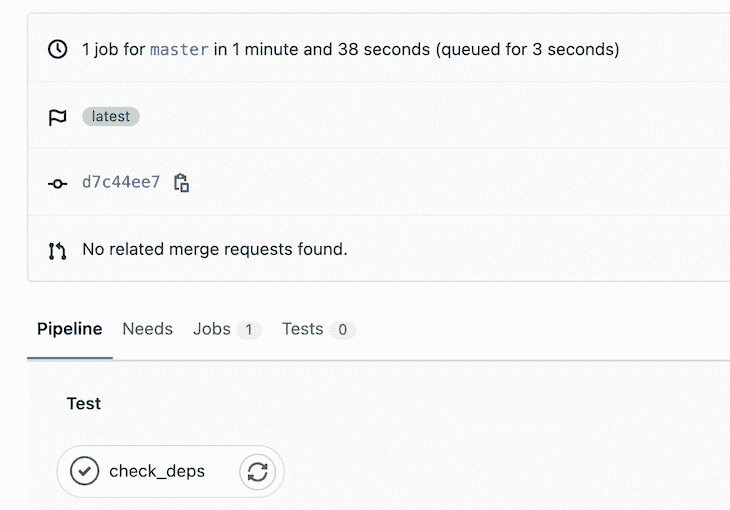 1 job for master in 1 minute and 38 seconds (queued for 3 seconds)
latest
d7c44ee7
No related merge requests found.
Pipeline Needs Jobs 1 Tests 0
Test
check_deps